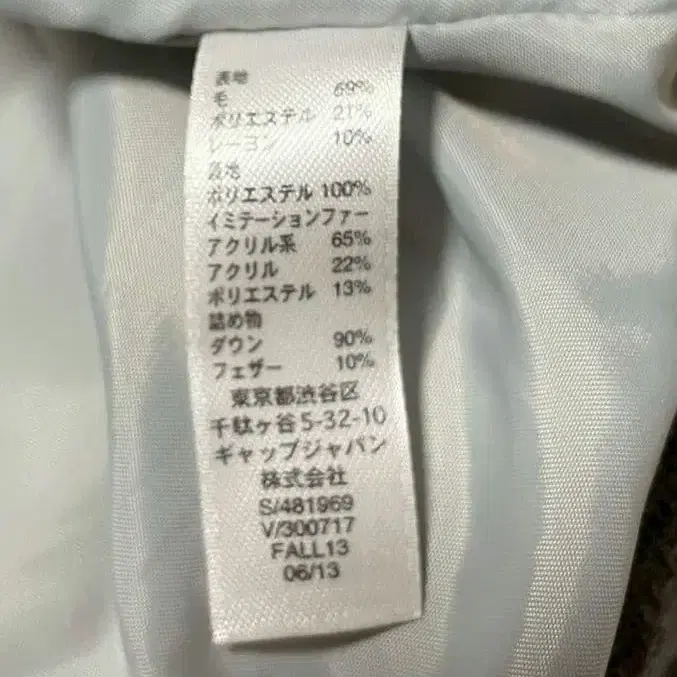 表地
毛 69%
ポリエステル 21%
レーヨン 10%
裏地
ポリエステル 100%
イミテーションファー
アクリル系 65%
アクリル 22%
ポリエステル 13%
詰め物
ダウン 90%
フェザー 10%
東京都渋谷区
千駄ヶ谷5-32-10
ギャップジャパン
株式会社
S/481969
V/300717
FALL13
06/13